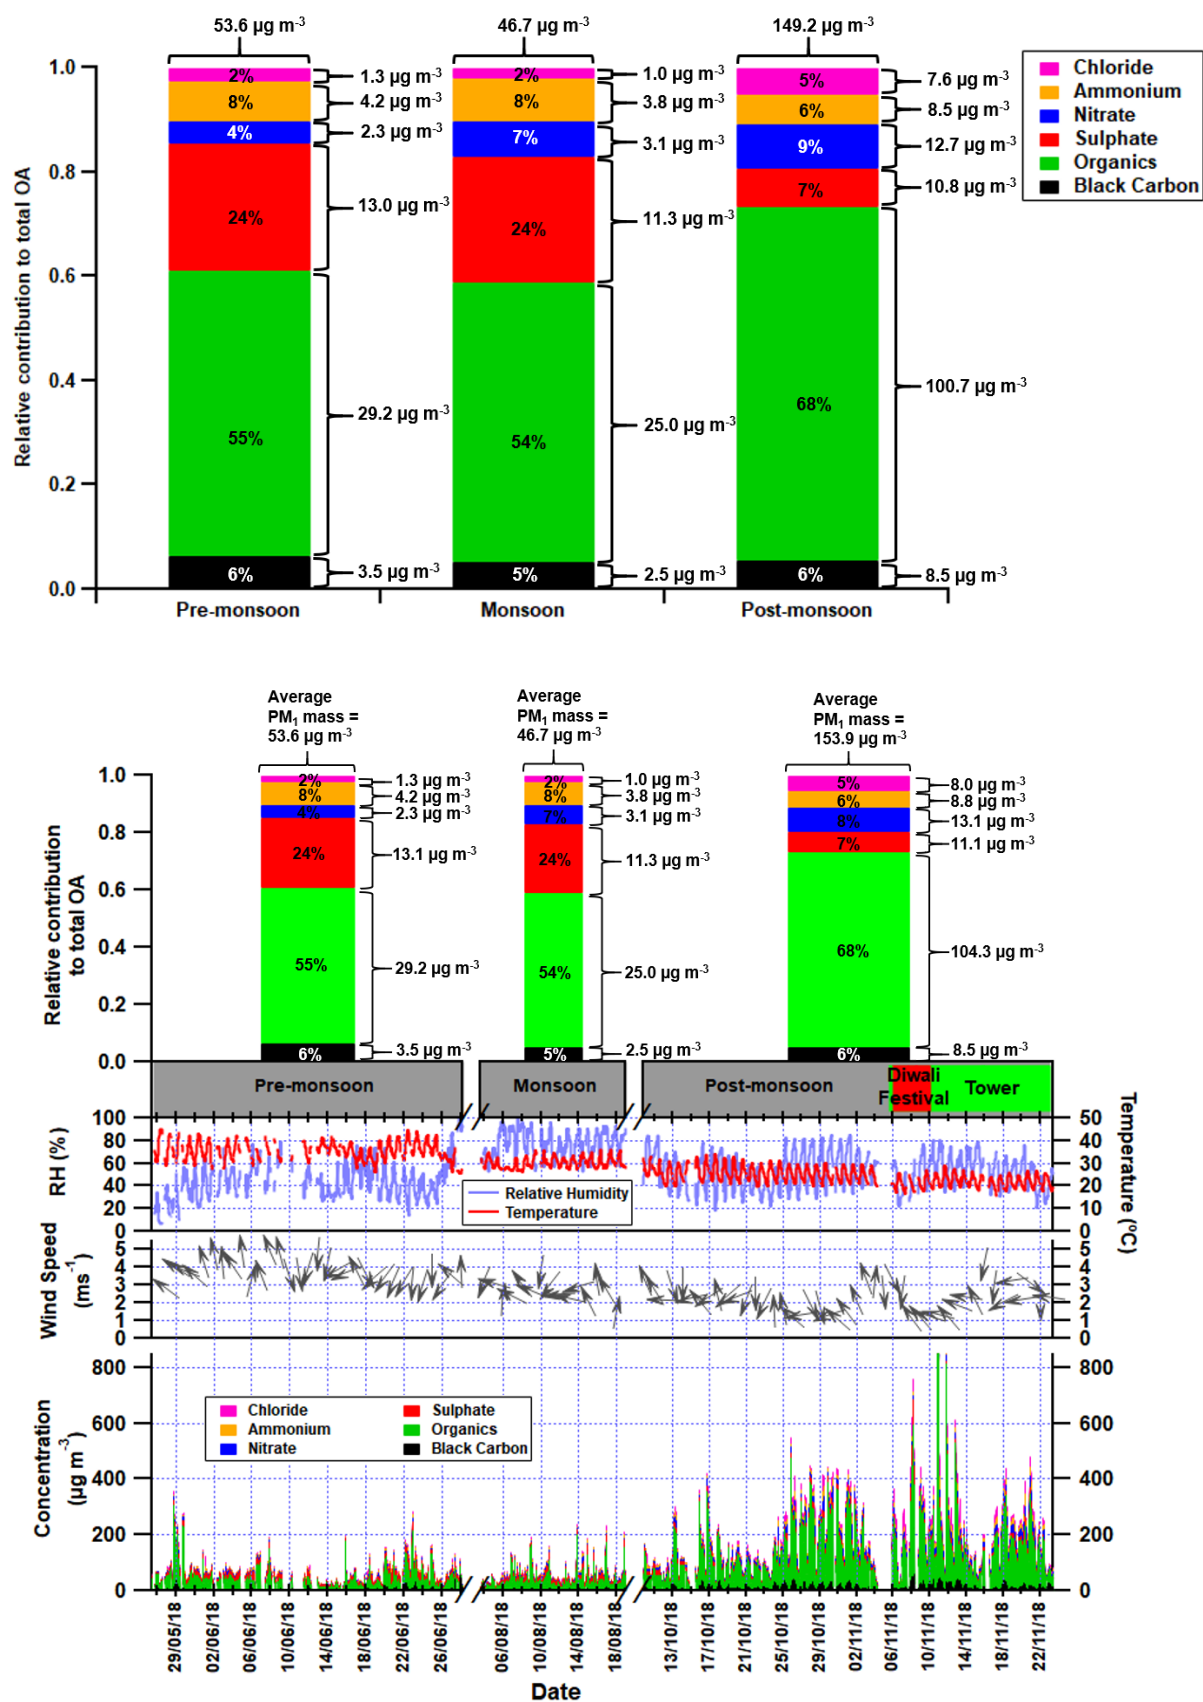 53.6 µg m-3
46.7 µg m-3
149.2 µg m-3
Relative contribution to total OA
1.0
0.8
0.6
0.4
0.2
0.0
2%
8%
4%
24%
55%
6%
1.3 µg m-3
4.2 µg m-3
2.3 µg m-3
13.0 µg m-3
29.2 µg m-3
3.5 µg m-3
2%
8%
7%
24%
54%
5%
1.0 µg m-3
3.8 µg m-3
3.1 µg m-3
11.3 µg m-3
25.0 µg m-3
2.5 µg m-3
5%
6%
9%
7%
68%
6%
7.6 µg m-3
8.5 µg m-3
12.7 µg m-3
10.8 µg m-3
100.7 µg m-3
8.5 µg m-3
Chloride
Ammonium
Nitrate
Sulphate
Organics
Black Carbon
Pre-monsoon
Monsoon
Post-monsoon
Average
PM1 mass =
53.6 µg m-3
Average
PM1 mass =
46.7 µg m-3
Average
PM1 mass =
153.9 µg m-3
Relative contribution
to total OA
1.0
0.8
0.6
0.4
0.2
0.0
2%
8%
4%
24%
55%
6%
1.3 µg m-3
4.2 µg m-3
2.3 µg m-3
13.1 µg m-3
29.2 µg m-3
3.5 µg m-3
2%
8%
7%
24%
54%
5%
1.0 µg m-3
3.8 µg m-3
3.1 µg m-3
11.3 µg m-3
25.0 µg m-3
2.5 µg m-3
5%
6%
8%
7%
68%
6%
8.0 µg m-3
8.8 µg m-3
13.1 µg m-3
11.1 µg m-3
104.3 µg m-3
8.5 µg m-3
Pre-monsoon
Monsoon
Post-monsoon
Diwali
Festival
Tower
RH (%)
100
80
60
40
20
0
Relative Humidity
Temperature
50
40
30
20
10
0
Temperature (ºC)
Wind Speed
(ms-1)
5
4
3
2
1
0
5
4
3
2
1
0
Concentration
(µg m-3)
800
600
400
200
0
Chloride
Ammonium
Nitrate
Sulphate
Organics
Black Carbon
800
600
400
200
0
29/05/18
02/06/18
06/06/18
10/06/18
14/06/18
18/06/18
22/06/18
26/06/18
06/08/18
10/08/18
14/08/18
18/08/18
13/10/18
17/10/18
21/10/18
25/10/18
29/10/18
02/11/18
06/11/18
10/11/18
14/11/18
18/11/18
22/11/18
Date